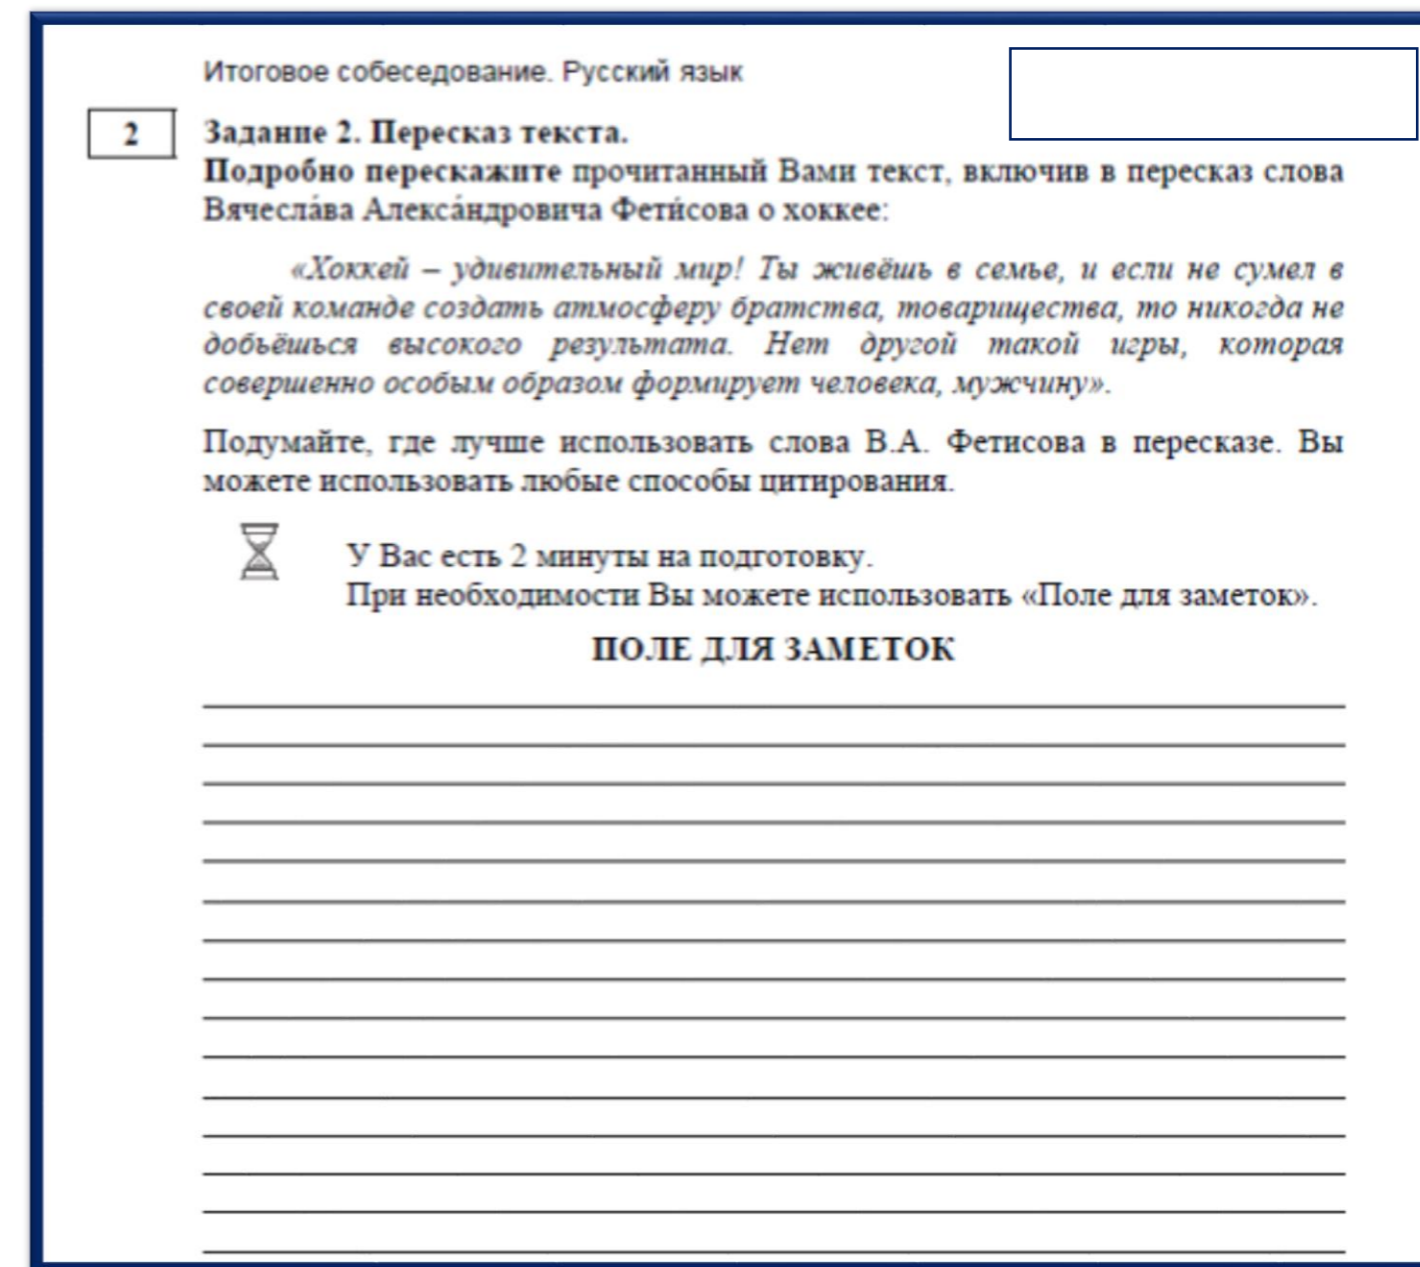 Итоговое собеседование. Русский язык
2
Задание 2. Пересказ текста.
Подробно перескажите прочитанный Вами текст, включив в пересказ слова
Вячесла́ва Алекса́ндровича Фети́сова о хоккее:
«Хоккей – удивительный мир! Ты живёшь в семье, и если не сумел в
своей команде создать атмосферу братства, товарищества, то никогда не
добьёшься высокого результата. Нет другой такой игры, которая
совершенно особым образом формирует человека, мужчину».
Подумайте, где лучше использовать слова В.А. Фетисова в пересказе. Вы
можете использовать любые способы цитирования.
У Вас есть 2 минуты на подготовку.
При необходимости Вы можете использовать «Поле для заметок».
ПОЛЕ ДЛЯ ЗАМЕТОК